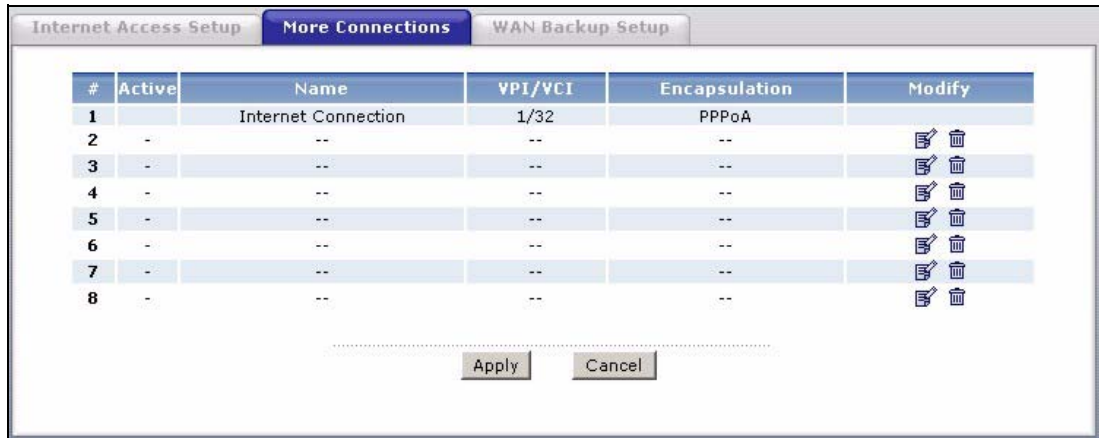 Internet Access Setup More Connections WAN Backup Setup
# Active Name VPI/VCI Encapsulation Modify
1 Internet Connection 1/32 PPPoA
2 - -- -- --
3 - -- -- --
4 - -- -- --
5 - -- -- --
6 - -- -- --
7 - -- -- --
8 - -- -- --
Apply Cancel